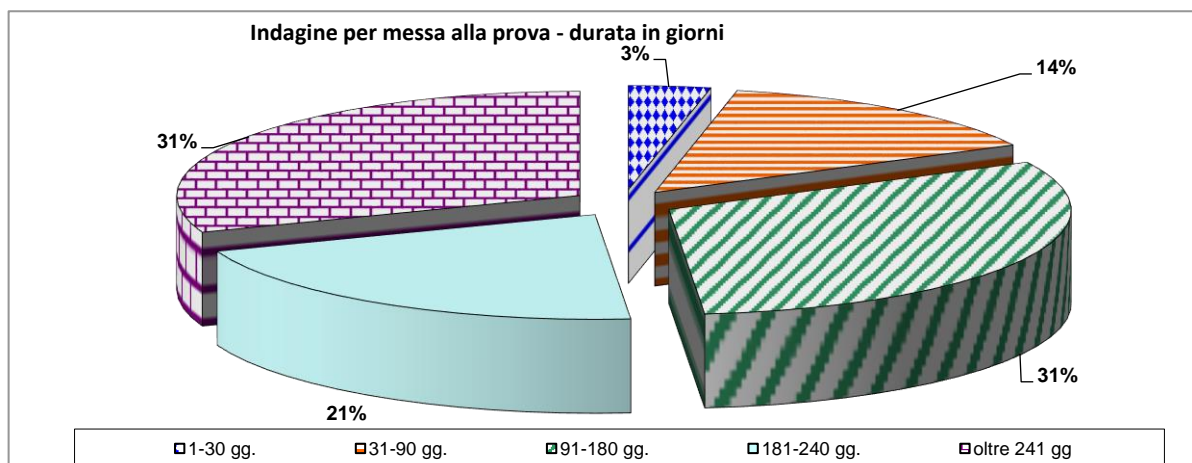 Indagine per messa alla prova - durata in giorni
3%
14%
31%
31%
21%
1-30 gg. 31-90 gg. 91-180 gg. 181-240 gg. oltre 241 gg